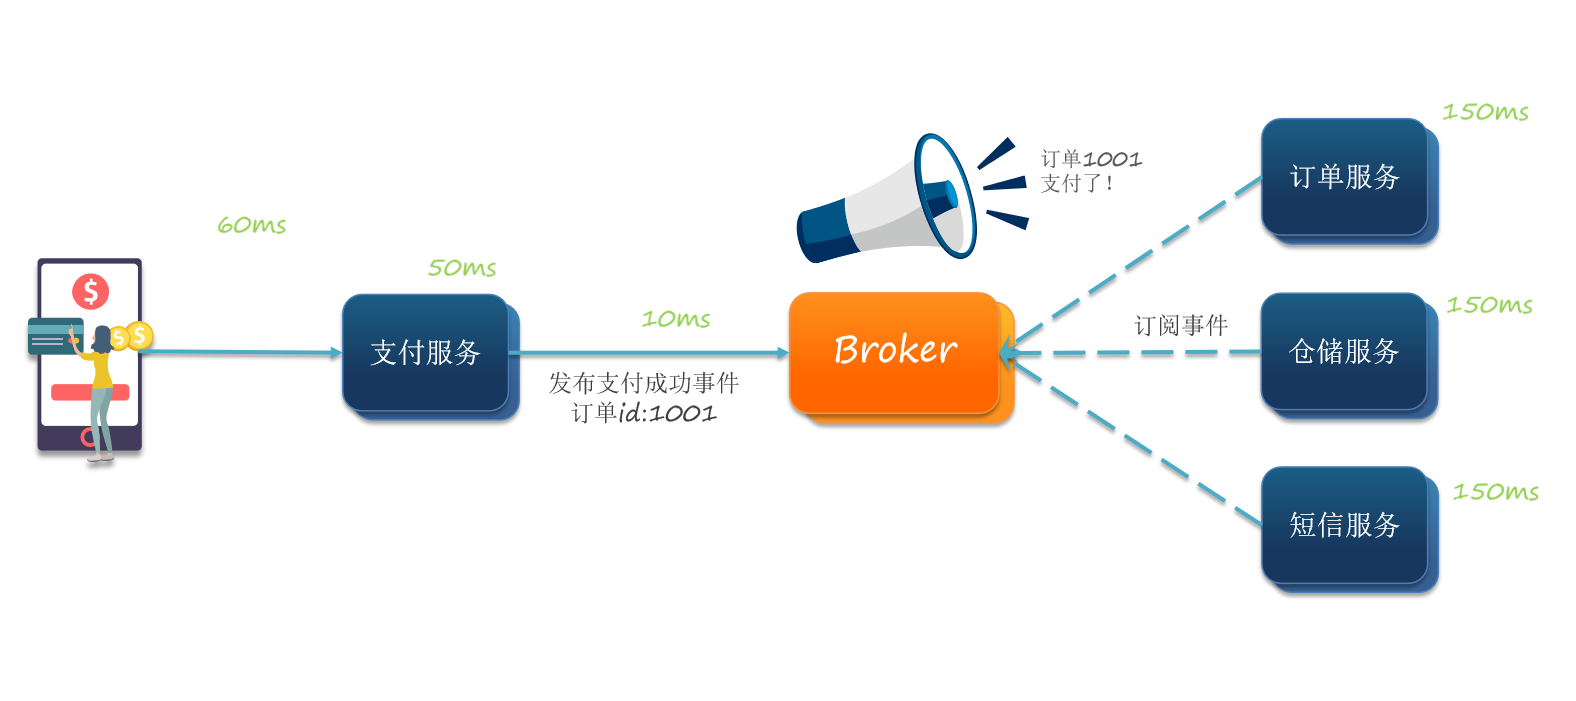 60ms
50ms
支付服务
10ms
发布支付成功事件
订单id:1001
Broker
订单1001
支付了！
订阅事件
150ms
订单服务
150ms
仓储服务
150ms
短信服务